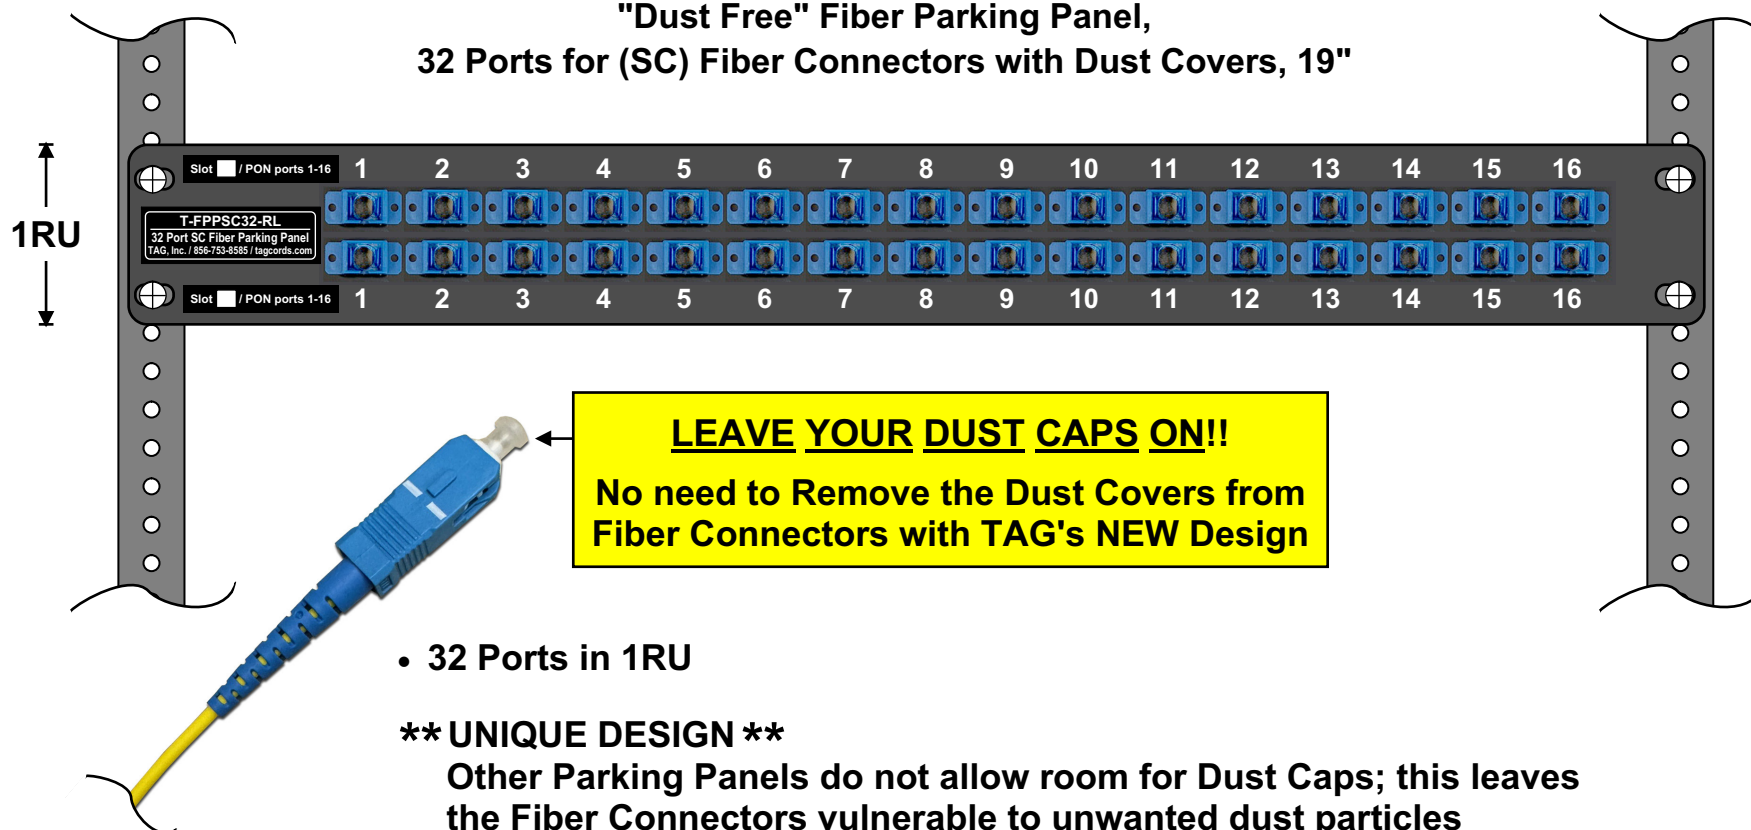 "Dust Free" Fiber Parking Panel,
32 Ports for (SC) Fiber Connectors with Dust Covers, 19"
1RU
Slot / PON ports 1-16
1 2 3 4 5 6 7 8 9 10 11 12 13 14 15 16
T-FPPSC32-RL
32 Port SC Fiber Parking Panel
TAG, Inc. / 856-753-8585 / tagcords.com
Slot / PON ports 1-16
1 2 3 4 5 6 7 8 9 10 11 12 13 14 15 16
LEAVE YOUR DUST CAPS ON!!
No need to Remove the Dust Covers from
Fiber Connectors with TAG's NEW Design
• 32 Ports in 1RU
** UNIQUE DESIGN **
Other Parking Panels do not allow room for Dust Caps; this leaves
the Fiber Connectors vulnerable to unwanted dust particles